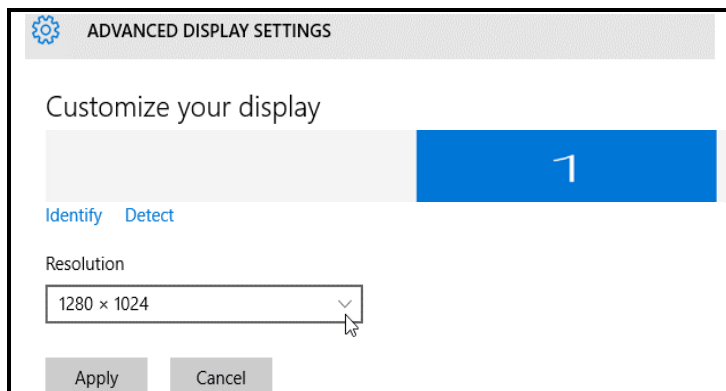 ADVANCED DISPLAY SETTINGS
Customize your display
1
Identify Detect
Resolution
1280 × 1024
Apply Cancel